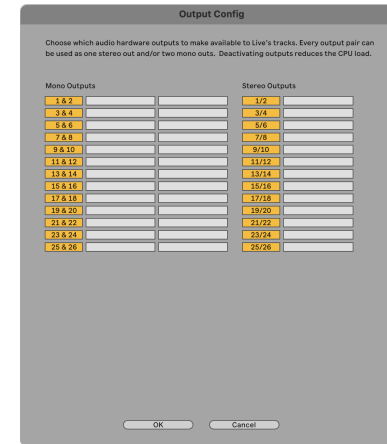 Output Config
Choose which audio hardware outputs to make available to Live's tracks. Every output pair can
be used as one stereo out and/or two mono outs.  Deactivating outputs reduces the CPU load.
Mono Outputs
Stereo Outputs
1 & 2
1/2
3 & 4
3/4
5 & 6
5/6
7 & 8
7/8
9 & 10
9/10
11 & 12
11/12
13 & 14
13/14
15 & 16
15/16
17 & 18
17/18
19 & 20
19/20
21 & 22
21/22
23 & 24
23/24
25 & 26
25/26
OK
Cancel